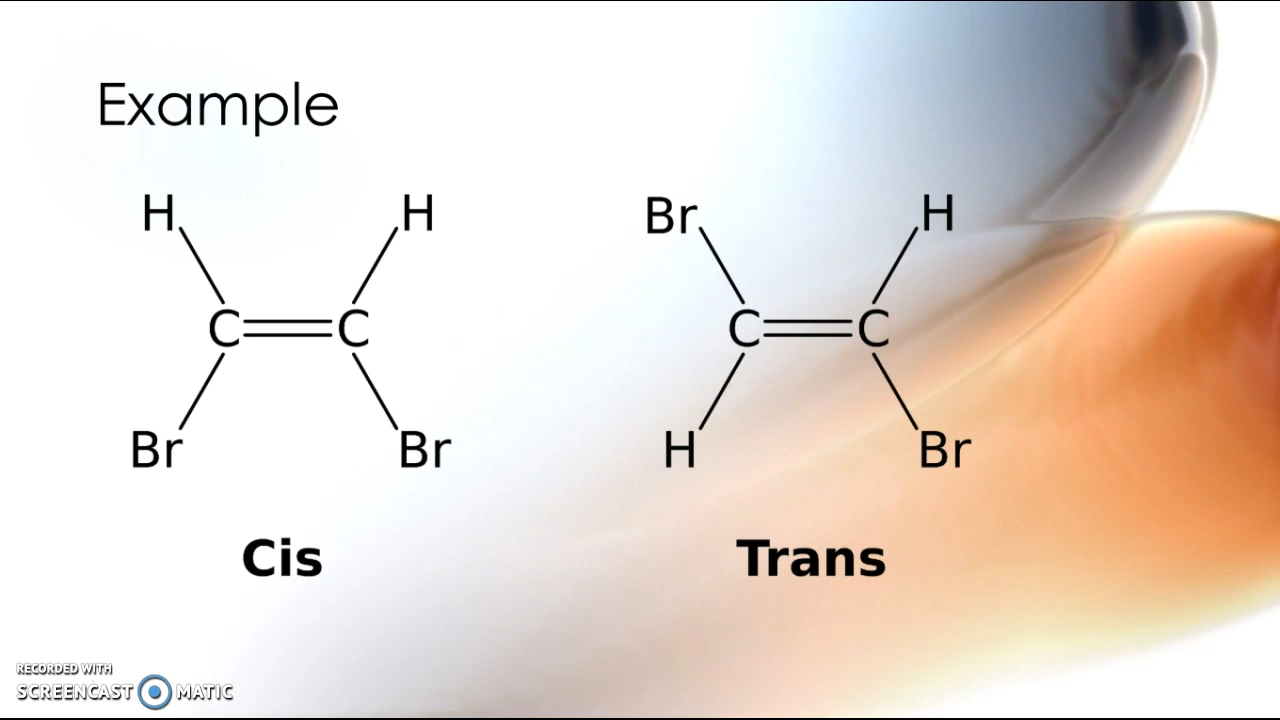 Example
H H Br H
C C C C
Br Br H Br
Cis Trans
RECORDED WITH
SCREENCAST MATIC